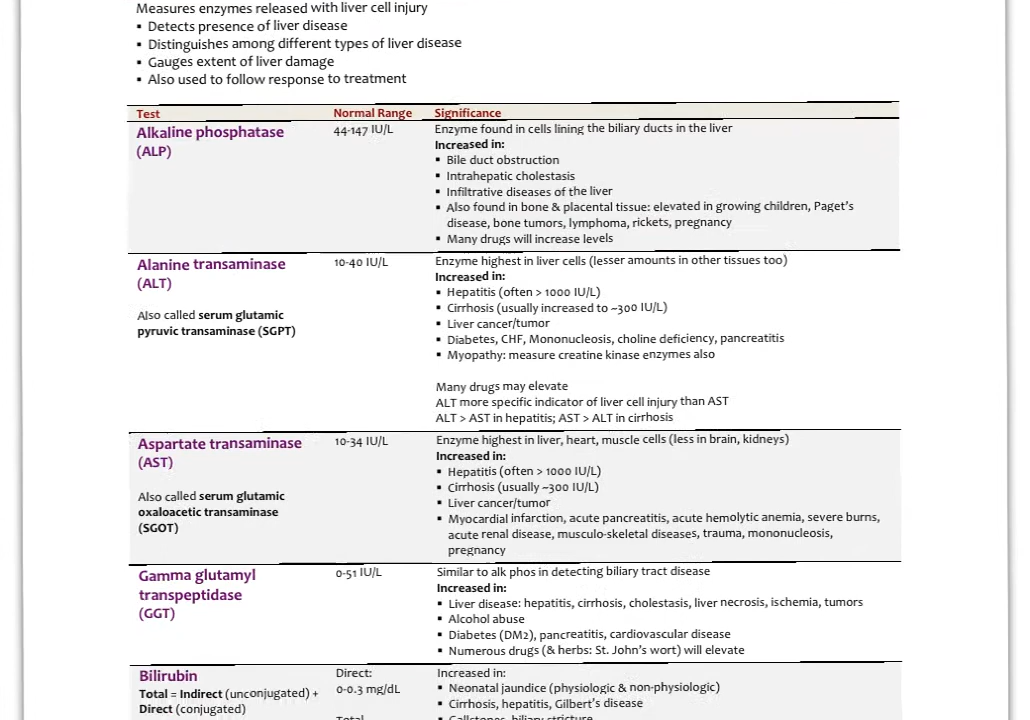 Measures enzymes released with liver cell injury
▪ Detects presence of liver disease
▪ Distinguishes among different types of liver disease
▪ Gauges extent of liver damage
▪ Also used to follow response to treatment
Test Normal Range Significance
Alkaline phosphatase
(ALP)
44-147 IU/L
Enzyme found in cells lining the biliary ducts in the liver
Increased in:
▪ Bile duct obstruction
▪ Intrahepatic cholestasis
▪ Infiltrative diseases of the liver
▪ Also found in bone & placental tissue: elevated in growing children, Paget's
disease, bone tumors, lymphoma, rickets, pregnancy
▪ Many drugs will increase levels
Alanine transaminase
(ALT)
Also called serum glutamic
pyruvic transaminase (SGPT)
10-40 IU/L
Enzyme highest in liver cells (lesser amounts in other tissues too)
Increased in:
▪ Hepatitis (often > 1000 IU/L)
▪ Cirrhosis (usually increased to ~300 IU/L)
▪ Liver cancer/tumor
▪ Diabetes, CHF, Mononucleosis, choline deficiency, pancreatitis
▪ Myopathy: measure creatine kinase enzymes also
Many drugs may elevate
ALT more specific indicator of liver cell injury than AST
ALT > AST in hepatitis; AST > ALT in cirrhosis
Aspartate transaminase
(AST)
Also called serum glutamic
oxaloacetic transaminase
(SGOT)
10-34 IU/L
Enzyme highest in liver, heart, muscle cells (less in brain, kidneys)
Increased in:
▪ Hepatitis (often > 1000 IU/L)
▪ Cirrhosis (usually ~300 IU/L)
▪ Liver cancer/tumor
▪ Myocardial infarction, acute pancreatitis, acute hemolytic anemia, severe burns,
acute renal disease, musculo-skeletal diseases, trauma, mononucleosis,
pregnancy
Gamma glutamyl
transpeptidase
(GGT)
0-51 IU/L
Similar to alk phos in detecting biliary tract disease
Increased in:
▪ Liver disease: hepatitis, cirrhosis, cholestasis, liver necrosis, ischemia, tumors
▪ Alcohol abuse
▪ Diabetes (DM2), pancreatitis, cardiovascular disease
▪ Numerous drugs (& herbs: St. John's wort) will elevate
Bilirubin
Total = Indirect (unconjugated) +
Direct (conjugated)
Direct:
0-0.3 mg/dL
Total
Increased in:
▪ Neonatal jaundice (physiologic & non-physiologic)
▪ Cirrhosis, hepatitis, Gilbert's disease
▪ Gallstones, biliary stricture